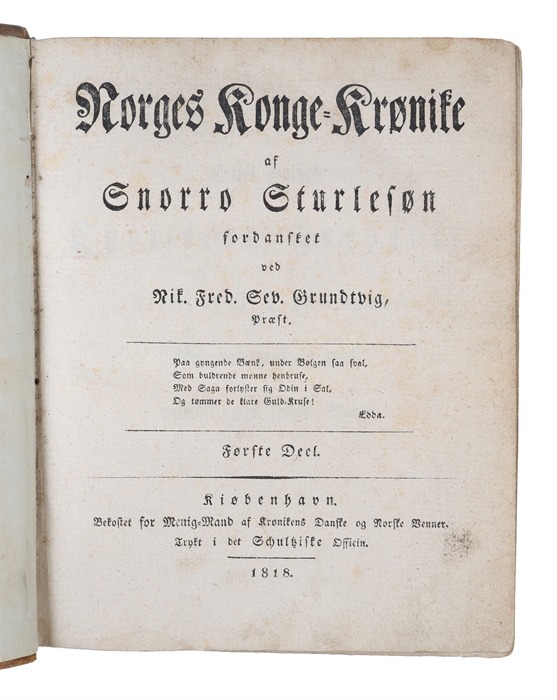 Norges Konge-Krønike
af
Snorro Sturlesøn
fordansket
ved
Nik. Fred. Sev. Grundtvig,
Præst.
Paa gyngende Bænk, under Bølgen saa sval,
Som buldrende monne henbruse,
Med Saga forlyster sig Odin i Sal,
Og tømmer de klare Guld-Kruse!
Edda.
Første Deel.
Kiøbenhavn.
Bekostet for Menig-Mand af Krønikens Danske og Norske Venner.
Trykt i det Schultziske Officin.
1818.